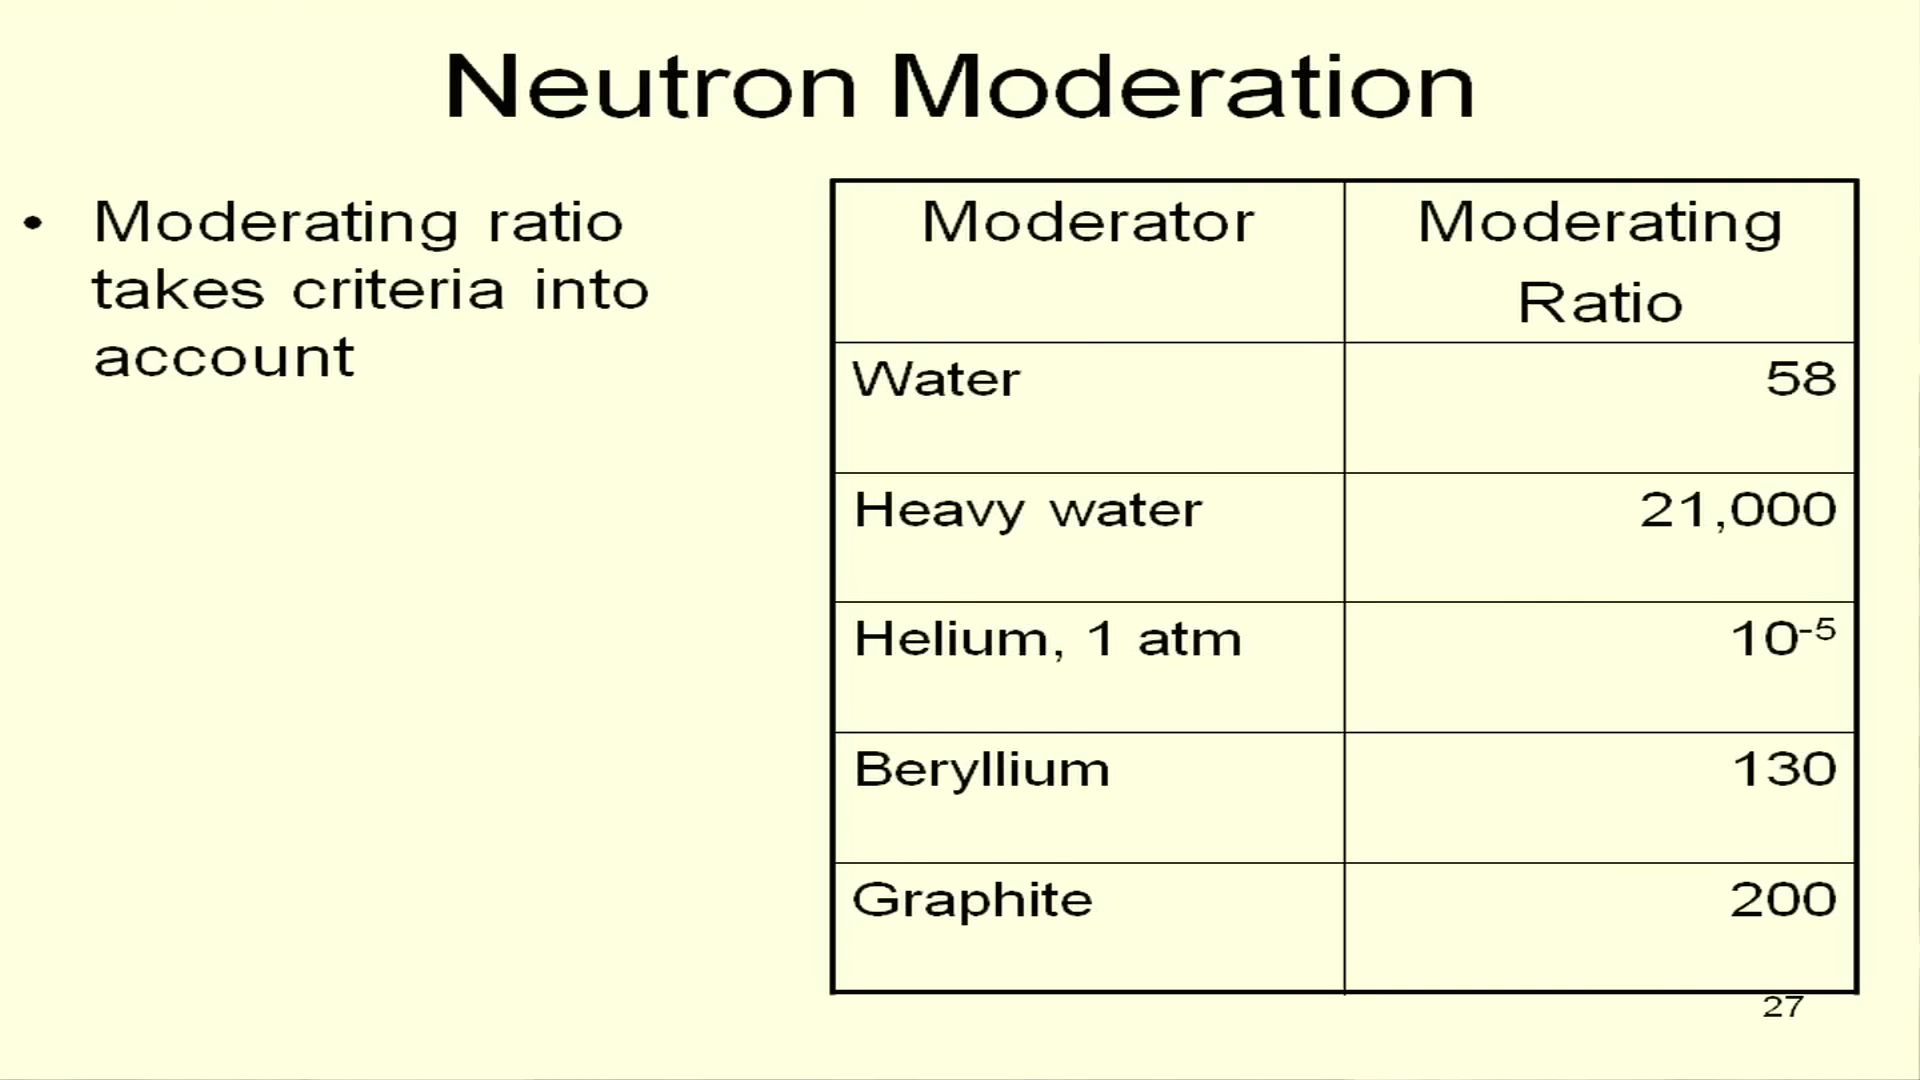 Neutron Moderation
• Moderating ratio
takes criteria into
account
Moderator
Moderating
Ratio
Water
58
Heavy water
21,000
Helium, 1 atm
10⁻⁵
Beryllium
130
Graphite
200
27